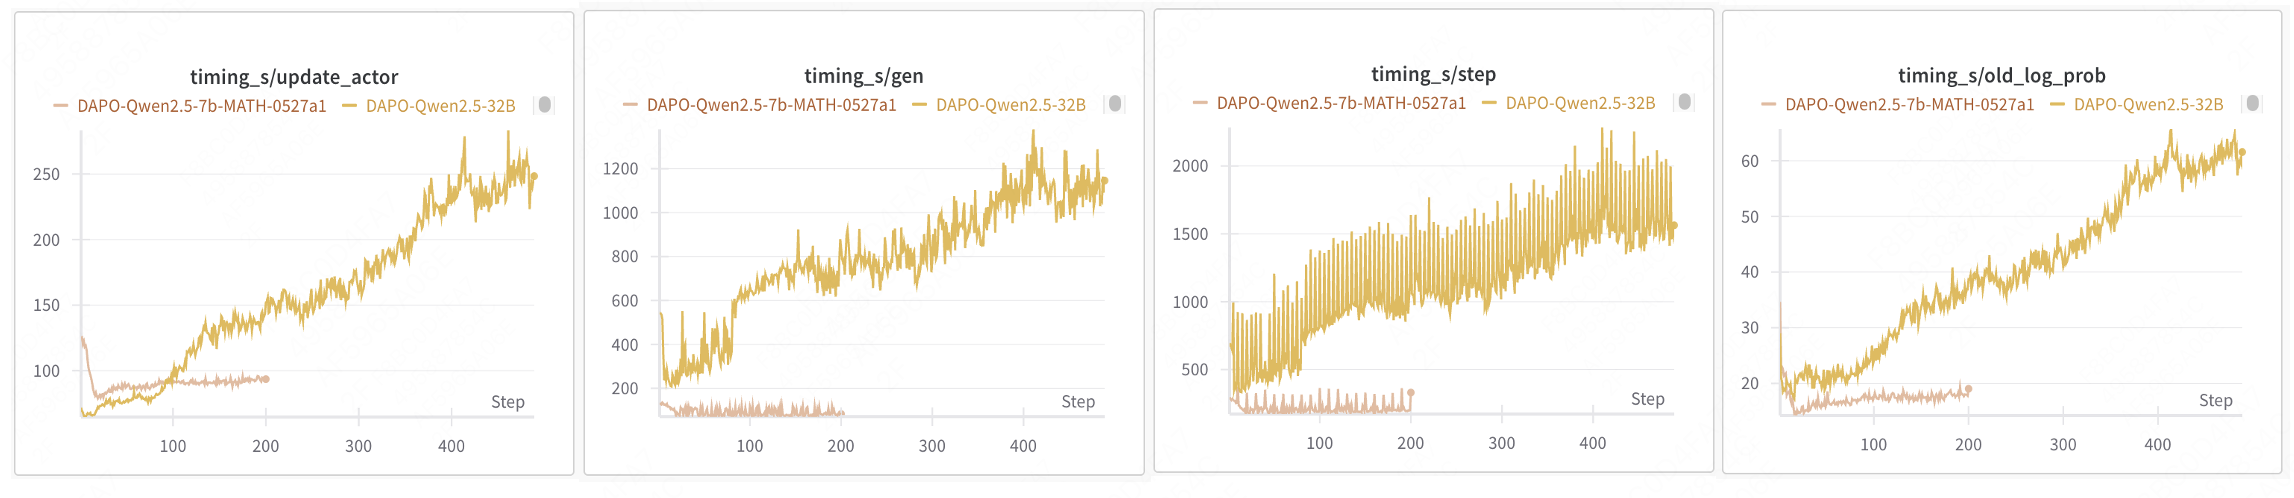 timing_s/update_actor
DAPO-Qwen2.5-7b-MATH-0527a1 DAPO-Qwen2.5-32B
250
200
150
100
Step
100 200 300 400
timing_s/gen
DAPO-Qwen2.5-7b-MATH-0527a1 DAPO-Qwen2.5-32B
1200
1000
800
600
400
200
Step
100 200 300 400
timing_s/step
DAPO-Qwen2.5-7b-MATH-0527a1 DAPO-Qwen2.5-32B
2000
1500
1000
500
Step
100 200 300 400
timing_s/old_log_prob
DAPO-Qwen2.5-7b-MATH-0527a1 DAPO-Qwen2.5-32B
60
50
40
30
20
Step
100 200 300 400